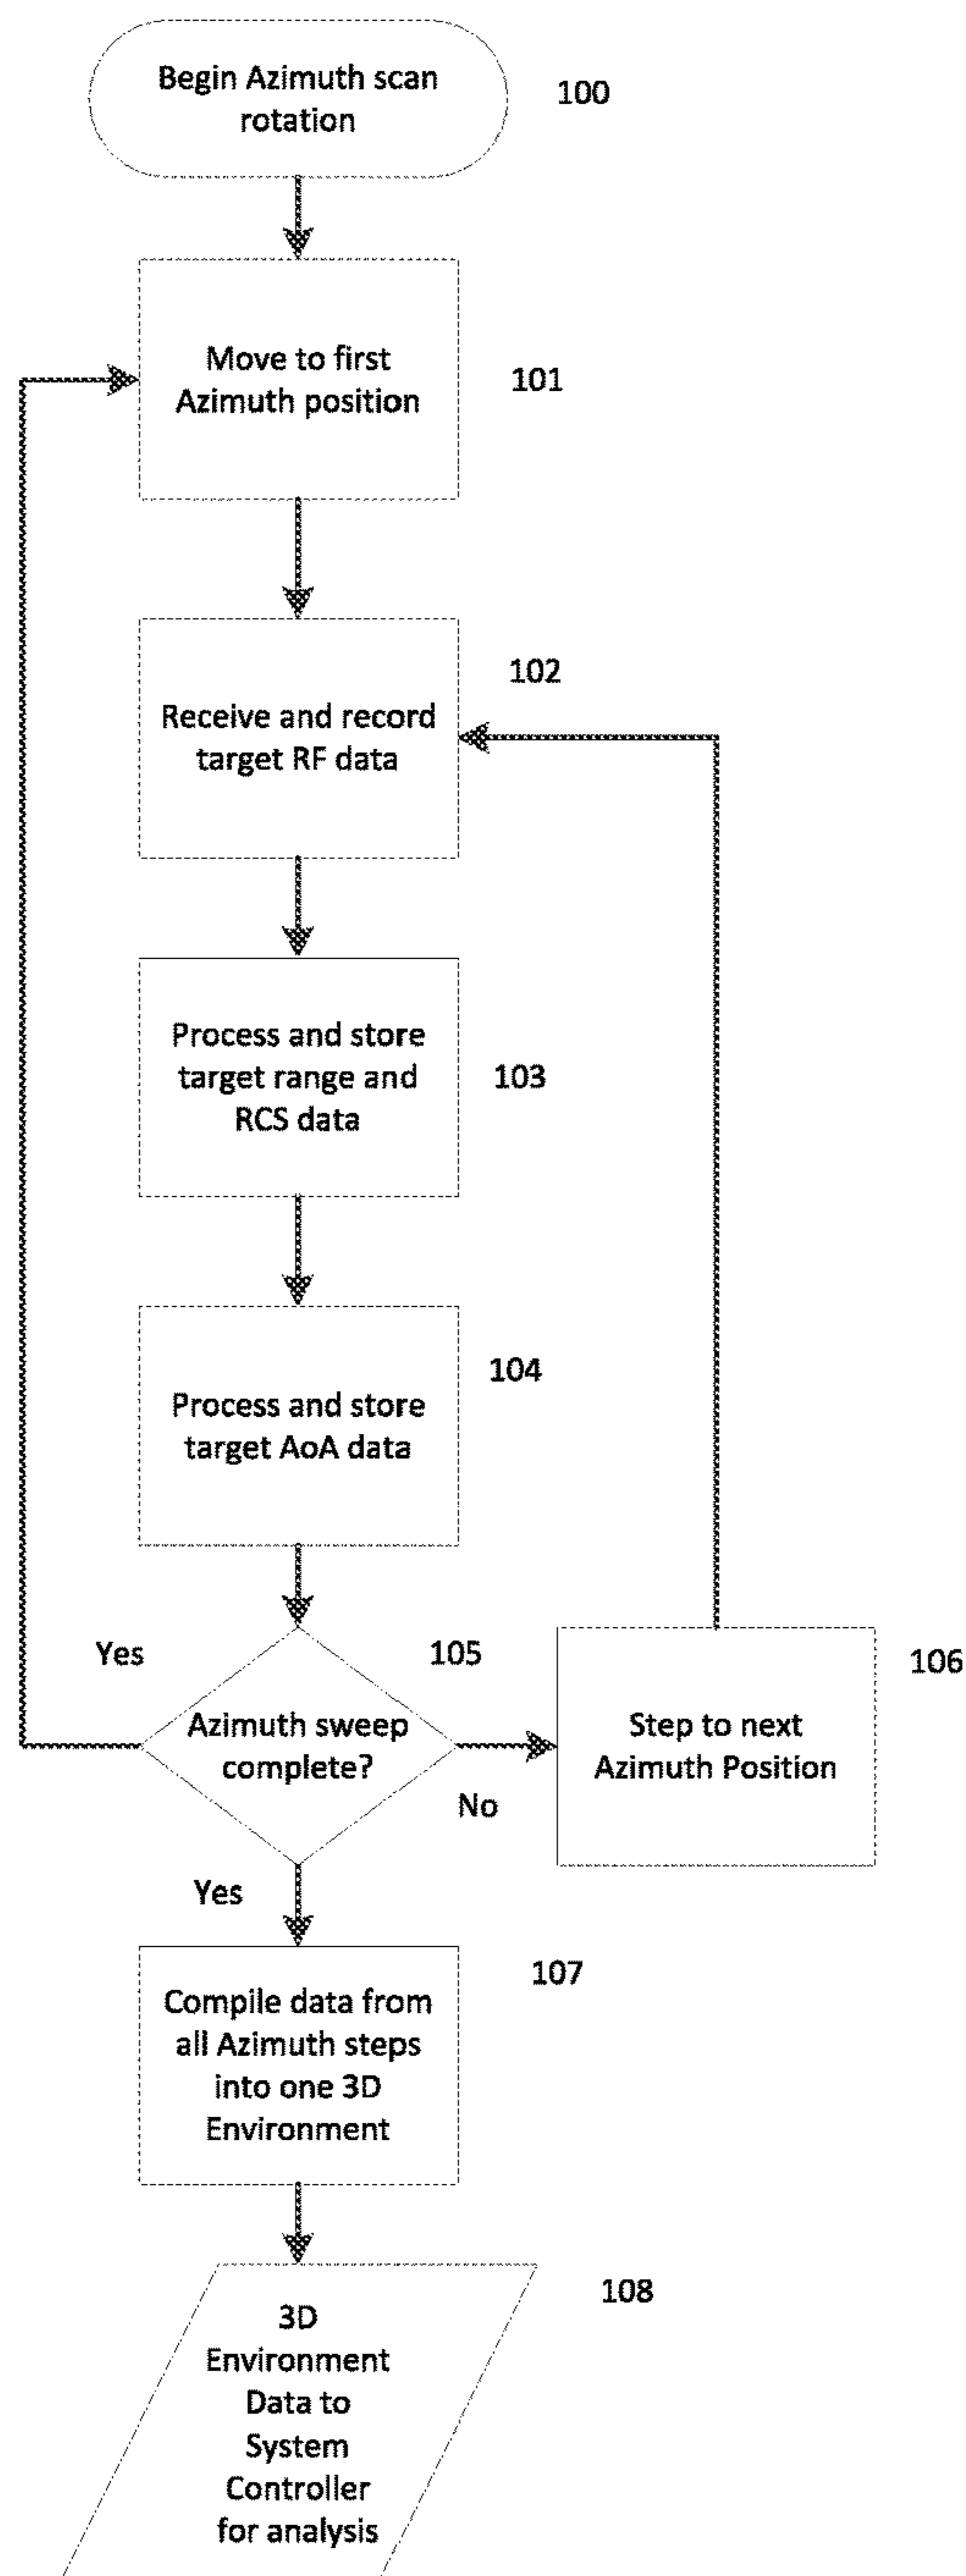 Begin Azimuth scan
rotation
100
Move to first
Azimuth position
101
102
Receive and record
target RF data
Process and store
target range and
RCS data
103
104
Process and store
target AoA data
Yes
105
106
Azimuth sweep
complete?
Step to next
Azimuth Position
No
Yes
107
Compile data from
all Azimuth steps
into one 3D
Environment
108
3D
Environment
Data to
System
Controller
for analysis